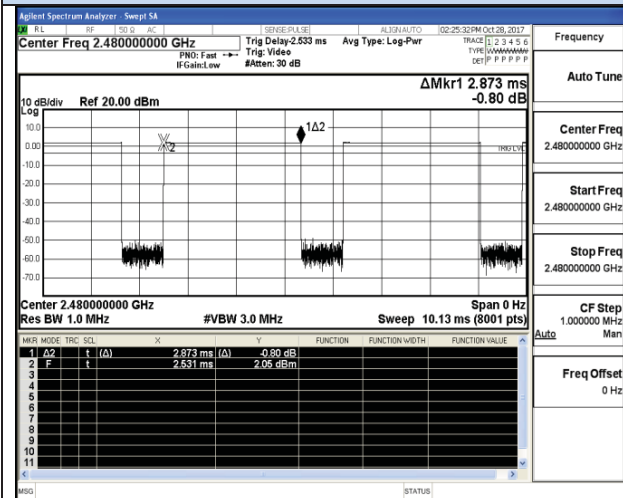 Agilent Spectrum Analyzer - Swept SA
RL RF 50 Ω AC SENSE:PULSE ALIGN AUTO 02:25:32 PM Oct 28, 2017
Center Freq 2.480000000 GHz Trig Delay-2.533 ms Avg Type: Log-Pwr TRACE 1 2 3 4 5 6
PNO: Fast Trig: Video TYPE
IFGain:Low #Atten: 30 dB DET P P P P P P
ΔMkr1 2.873 ms
-0.80 dB
10 dB/div Ref 20.00 dBm
Log
10.0
1Δ2
0.00
2
TRIG LVL
-10.0
-20.0
-30.0
-40.0
-50.0
-60.0
-70.0
Center 2.480000000 GHz Span 0 Hz
Res BW 1.0 MHz #VBW 3.0 MHz Sweep 10.13 ms (8001 pts)
MKR MODE TRC SCL X Y FUNCTION FUNCTION WIDTH FUNCTION VALUE
1 Δ2 t (Δ) 2.873 ms (Δ) -0.80 dB
2 F t 2.531 ms 2.05 dBm
3
4
5
6
7
8
9
10
11
MSG STATUS
Frequency
Auto Tune
Center Freq
2.480000000 GHz
Start Freq
2.480000000 GHz
Stop Freq
2.480000000 GHz
CF Step
1.000000 MHz
Auto Man
Freq Offset
0 Hz